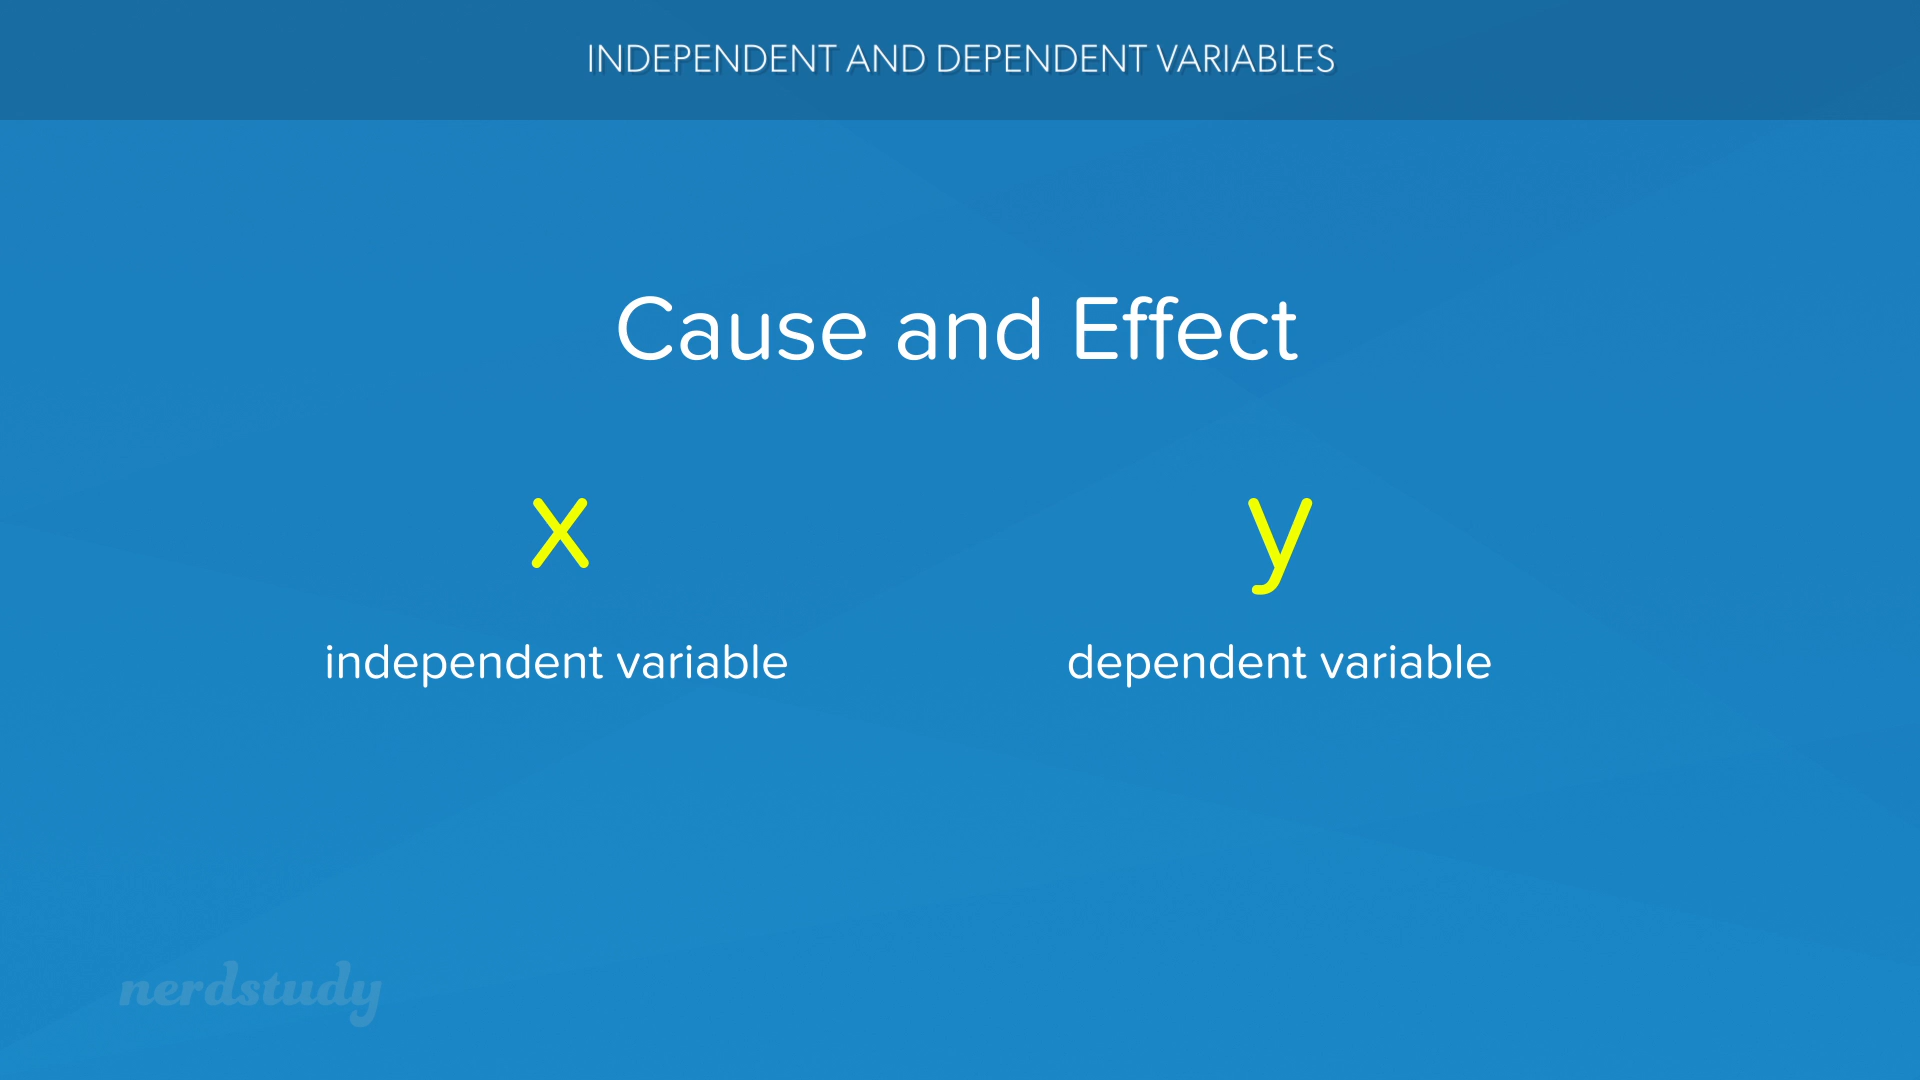 INDEPENDENT AND DEPENDENT VARIABLES
Cause and Effect
x
y
independent variable
dependent variable
nerdstudy